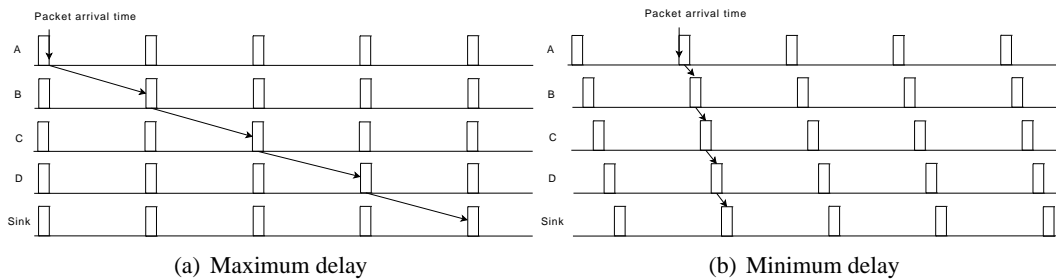 Packet arrival time
A
B
C
D
Sink
(a) Maximum delay
Packet arrival time
A
B
C
D
Sink
(b) Minimum delay